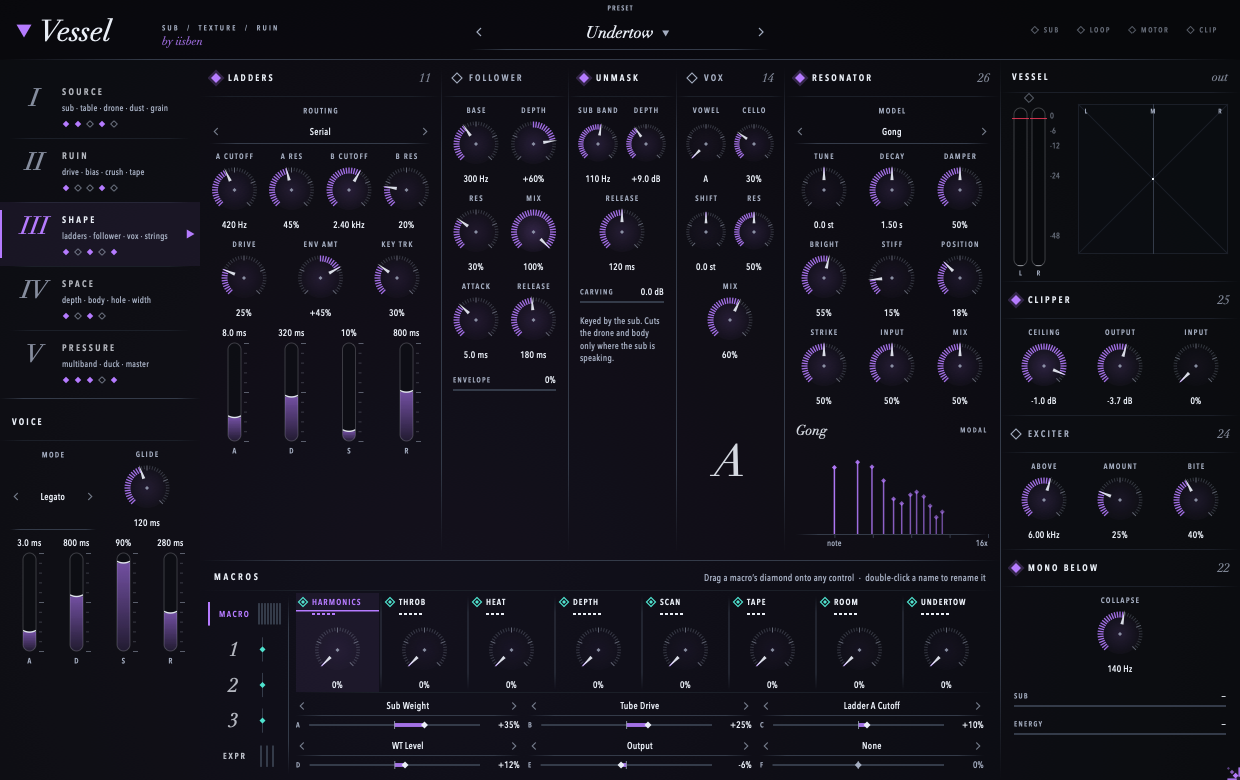 PRESET
Vessel
SUB / TEXTURE / RUIN
by iisben
Undertow
SUB LOOP MOTOR CLIP
I SOURCE
sub · table · drone · dust · grain
II RUIN
drive · bias · crush · tape
III SHAPE
ladders · follower · vox · strings
IV SPACE
depth · body · hole · width
V PRESSURE
multiband · duck · master
VOICE
MODE GLIDE
Legato
120 ms
3.0 ms 800 ms 90% 280 ms
A D S R
LADDERS 11
ROUTING
Serial
A CUTOFF A RES B CUTOFF B RES
420 Hz 45% 2.40 kHz 20%
DRIVE ENV AMT KEY TRK
25% +45% 30%
8.0 ms 320 ms 10% 800 ms
A D S R
FOLLOWER
BASE DEPTH
300 Hz +60%
RES MIX
30% 100%
ATTACK RELEASE
5.0 ms 180 ms
ENVELOPE 0%
UNMASK
SUB BAND DEPTH
110 Hz +9.0 dB
RELEASE
120 ms
CARVING 0.0 dB
Keyed by the sub. Cuts
the drone and body
only where the sub is
speaking.
VOX 14
VOWEL CELLO
A 30%
SHIFT RES
0.0 st 50%
MIX
60%
A
RESONATOR 26
MODEL
Gong
TUNE DECAY DAMPER
0.0 st 1.50 s 50%
BRIGHT STIFF POSITION
55% 15% 18%
STRIKE INPUT MIX
50% 50% 50%
Gong MODAL
note 16x
VESSEL out
0
-6
-12
-24
-48
L R
L M R
CLIPPER 25
CEILING OUTPUT INPUT
-1.0 dB -3.7 dB 0%
EXCITER 24
ABOVE AMOUNT BITE
6.00 kHz 25% 40%
MONO BELOW 22
COLLAPSE
140 Hz
SUB –
ENERGY –
MACROS
Drag a macro's diamond onto any control · double-click a name to rename it
MACRO
1
2
3
EXPR
HARMONICS THROB HEAT DEPTH SCAN TAPE ROOM UNDERTOW
0% 0% 0% 0% 0% 0% 0% 0%
Sub Weight Tube Drive Ladder A Cutoff
A +35% B +25% C +10%
WT Level Output None
D +12% E -6% F 0%